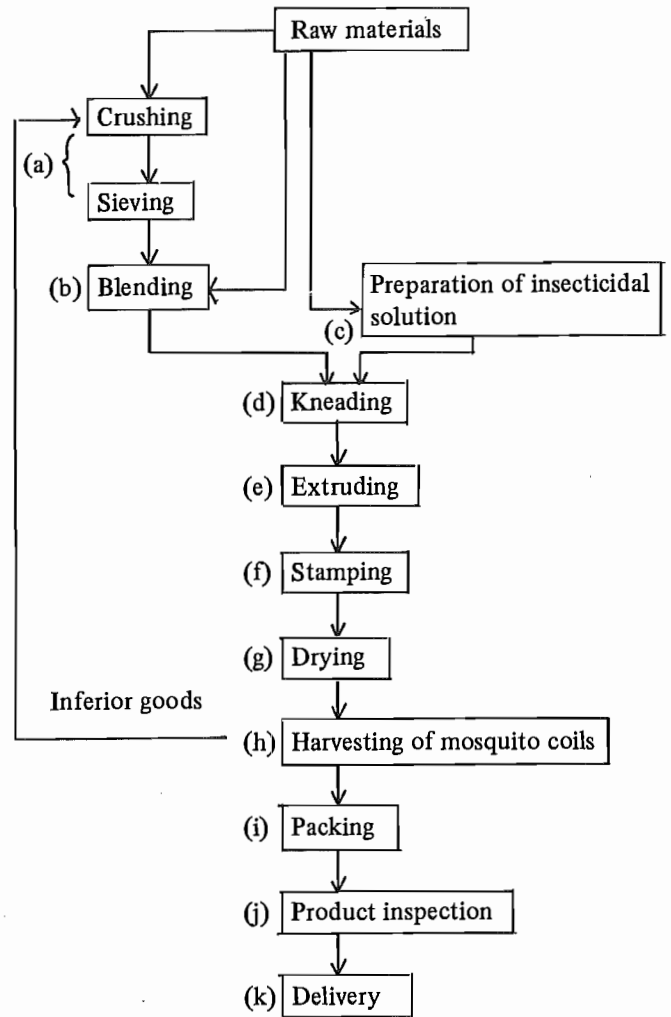 Raw materials
Crushing
(a)
Sieving
(b) Blending
Preparation of insecticidal
solution
(c)
(d) Kneading
(e) Extruding
(f) Stamping
(g) Drying
Inferior goods
(h) Harvesting of mosquito coils
(i) Packing
(j) Product inspection
(k) Delivery